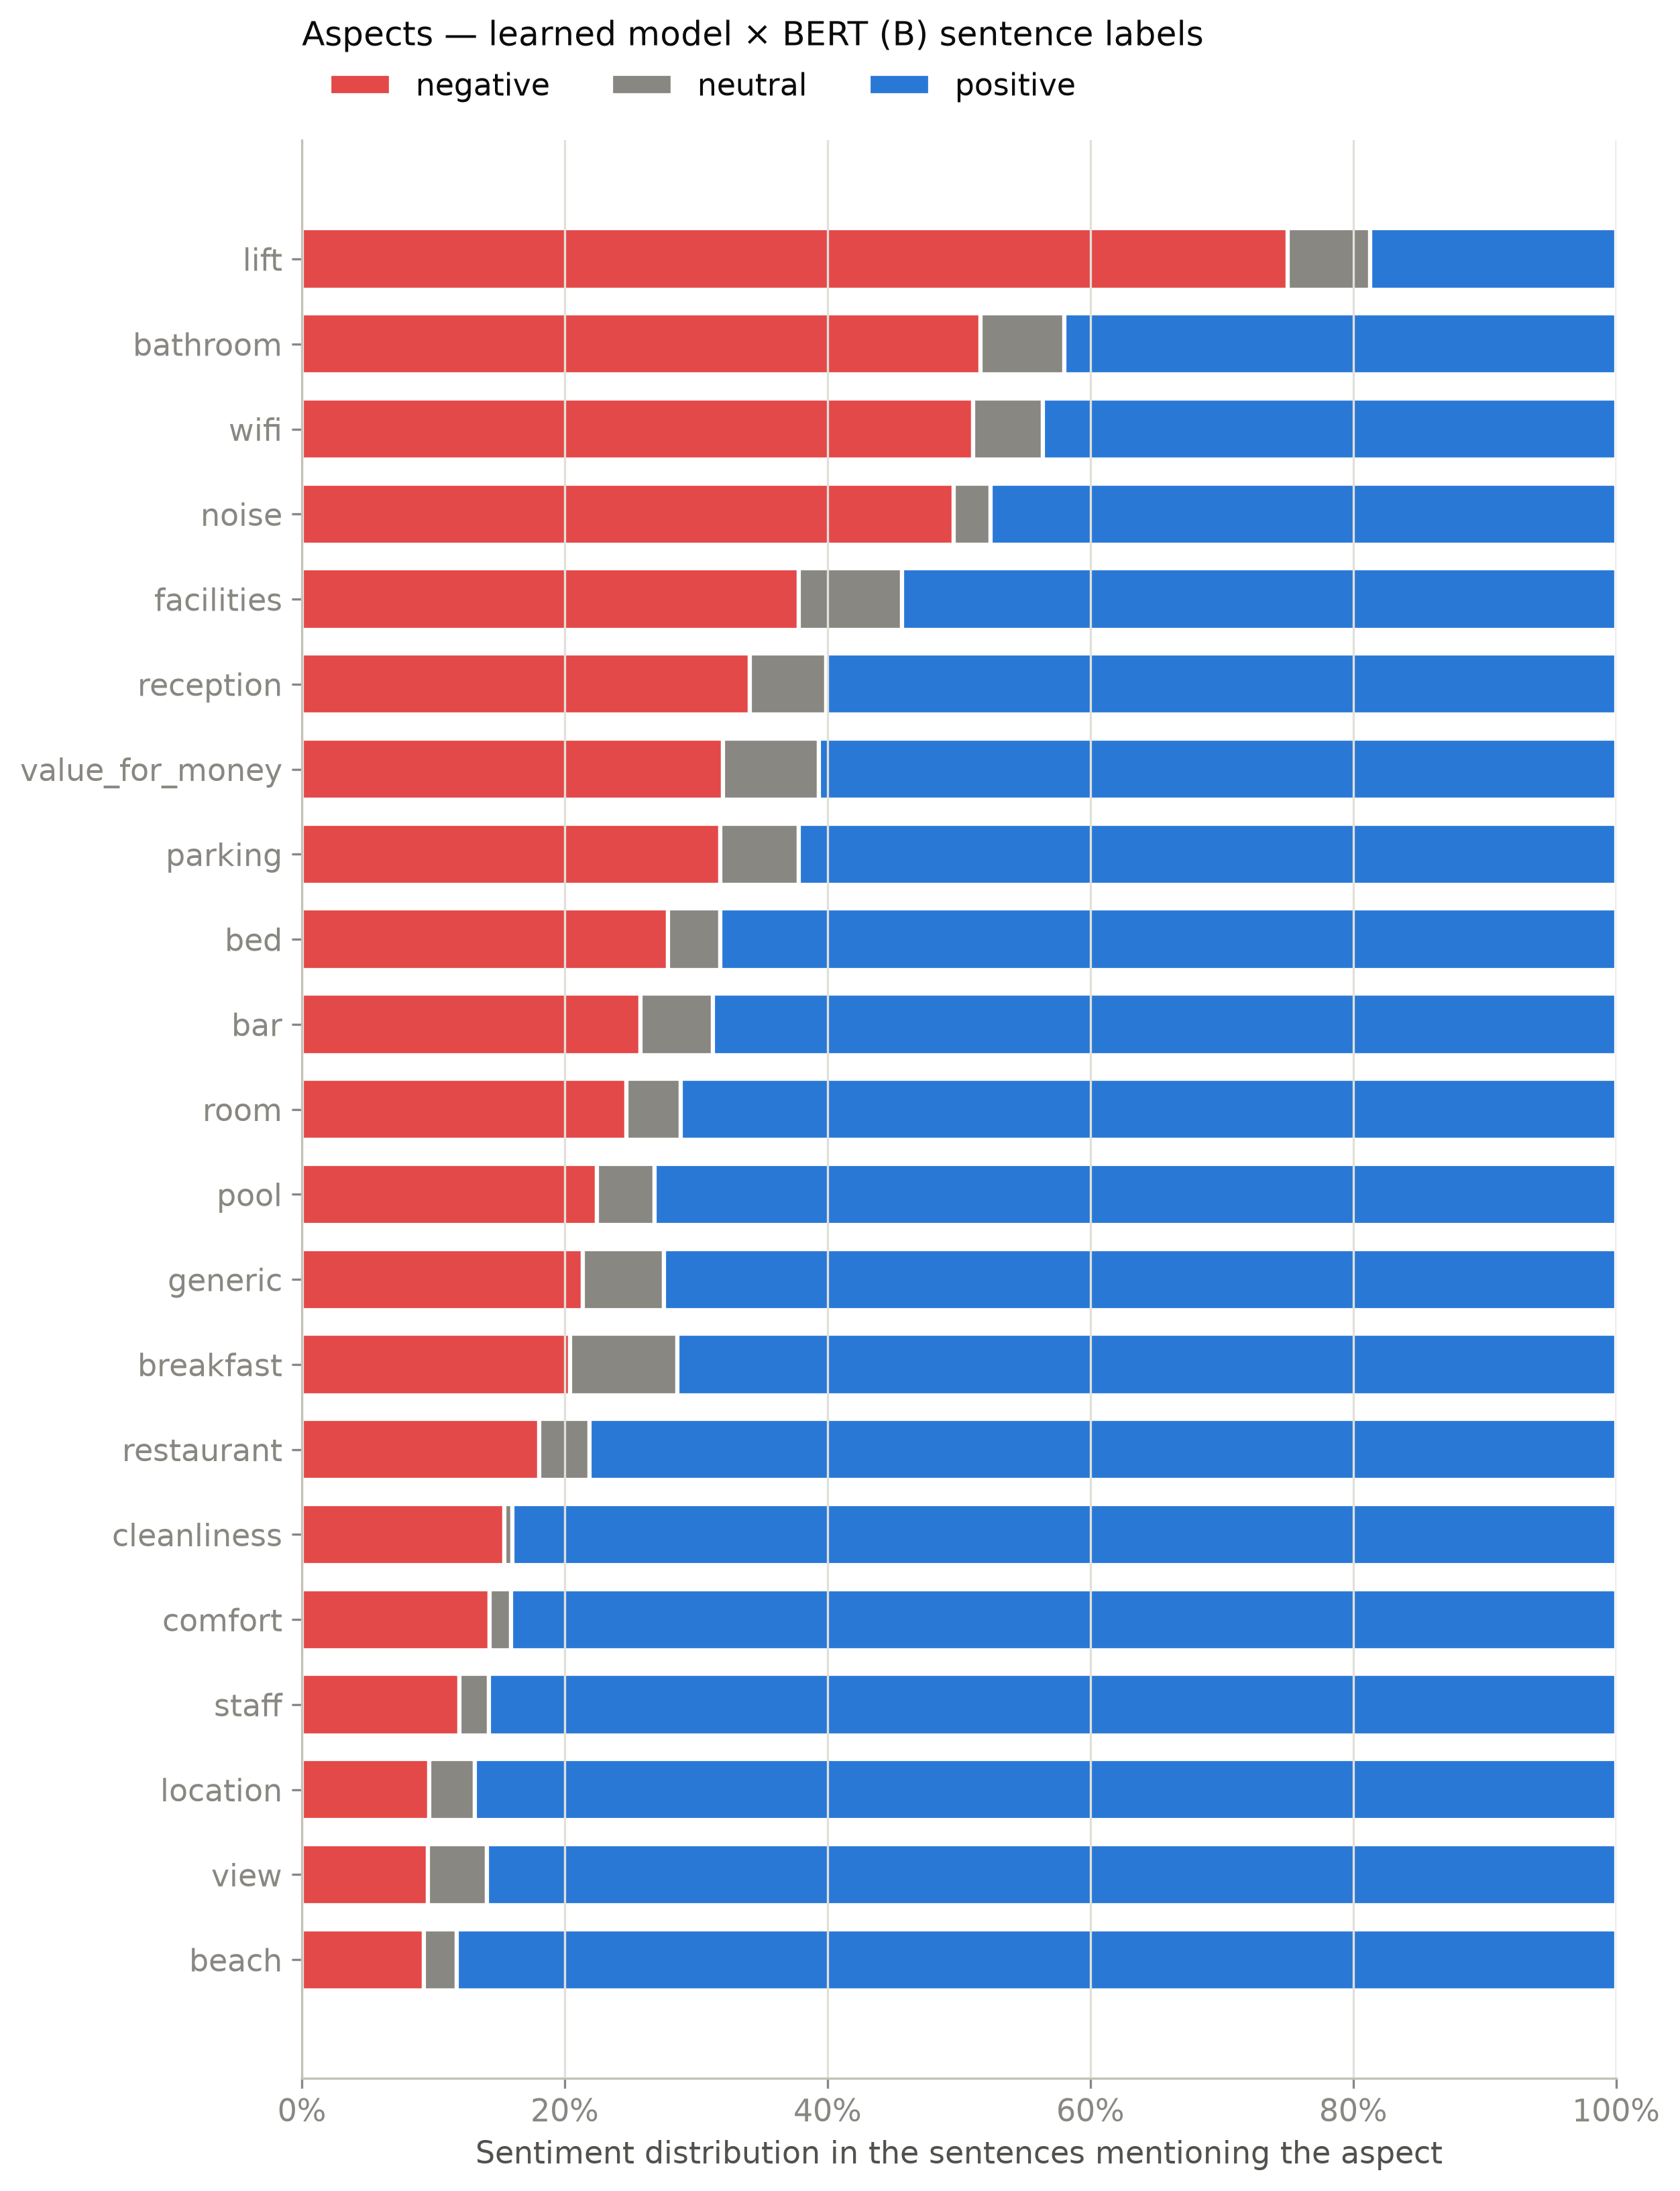 Aspects — learned model × BERT (B) sentence labels
negative neutral positive
lift
bathroom
wifi
noise
facilities
reception
value_for_money
parking
bed
bar
room
pool
generic
breakfast
restaurant
cleanliness
comfort
staff
location
view
beach
0% 20% 40% 60% 80% 100%
Sentiment distribution in the sentences mentioning the aspect